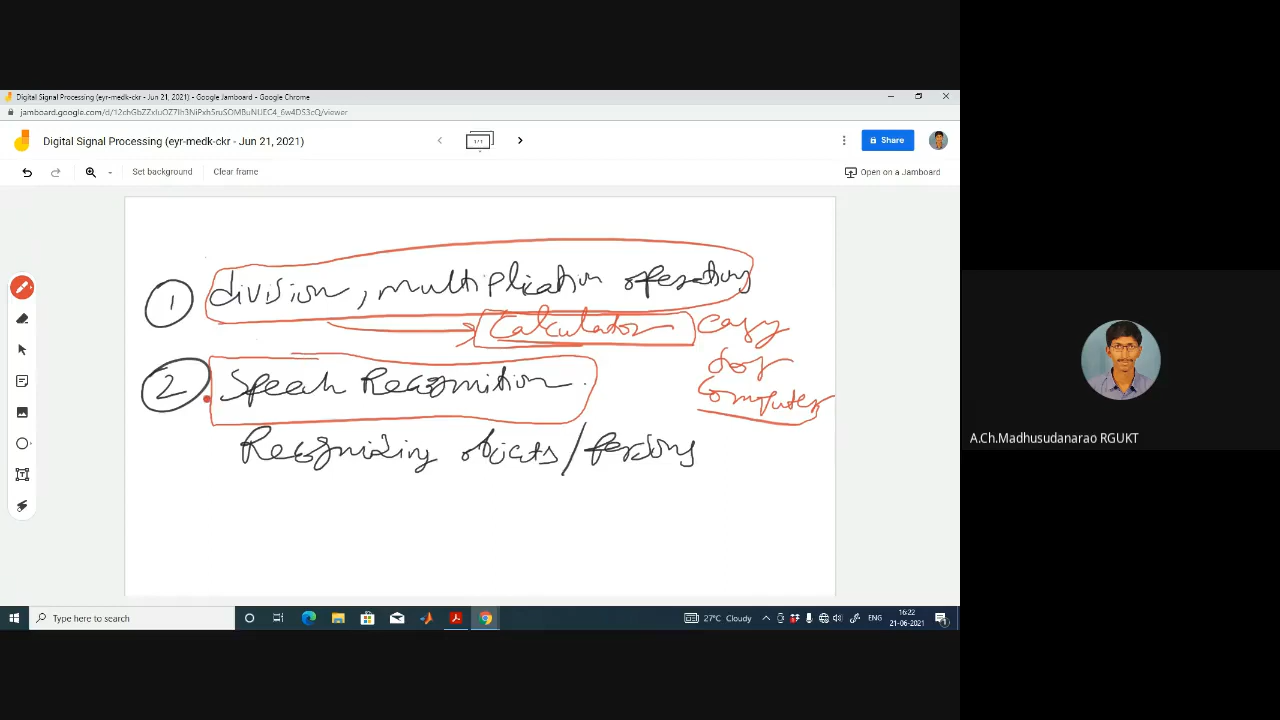 Digital Signal Processing (eyr-medk-ckr - Jun 21, 2021) - Google Jamboard - Google Chrome
Digital Signal Processing (eyr-medk-ckr - Jun 21, 2021)
1/1
Share
Set background
Clear frame
Open on a Jamboard
1 division, multiplication operations
Calculator easy
for
Computer
2 Speech Recognition
Recognizing objects/persons
A.Ch.Madhusudanarao RGUKT
Type here to search
27°C Cloudy
ENG
16:22
21-06-2021